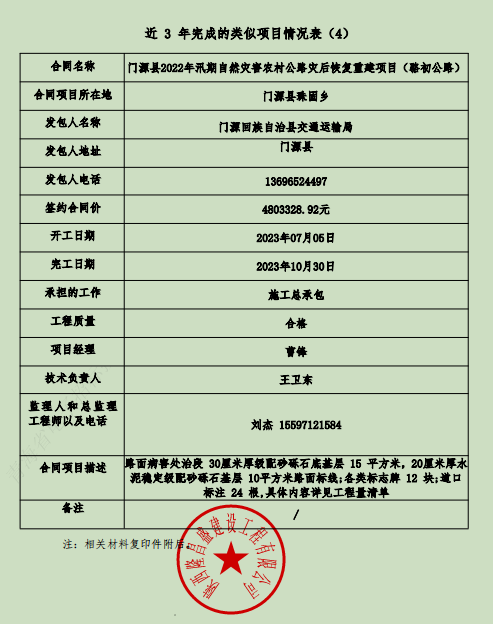 近 3 年完成的类似项目情况表（4）
合同名称 门源县2022年汛期自然灾害农村公路灾后恢复重建项目（骆初公路）
合同项目所在地 门源县珠固乡
发包人名称 门源回族自治县交通运输局
发包人地址 门源县
发包人电话 13696524497
签约合同价 4803328.92元
开工日期 2023年07月05日
完工日期 2023年10月30日
承担的工作 施工总承包
工程质量 合格
项目经理 曹锋
技术负责人 王卫东
监理人和总监理
工程师以及电话
刘杰 15597121584
合同项目描述
路面病害处治段 30厘米厚级配砂砾石底基层 15 平方米，20厘米厚水
泥稳定级配砂砾石基层 10平方米路面标线;各类标志牌 12 块;道口
标注 24 根,具体内容详见工程量清单
备注 /
注：相关材料复印件附后。
建设工程有限公司